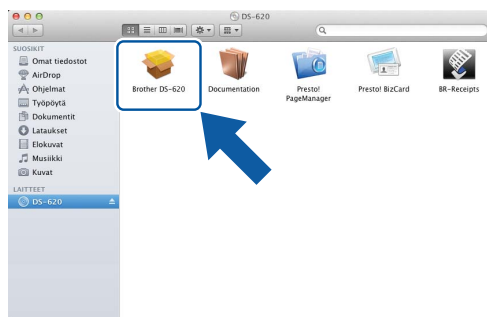 DS-620
SUOSIKIT
Omat tiedostot
AirDrop
Ohjelmat
Työpöytä
Dokumentit
Lataukset
Elokuvat
Musiikki
Kuvat
LAITTEET
DS-620
Brother DS-620
Documentation
Presto!
PageManager
Presto! BizCard
BR-Receipts